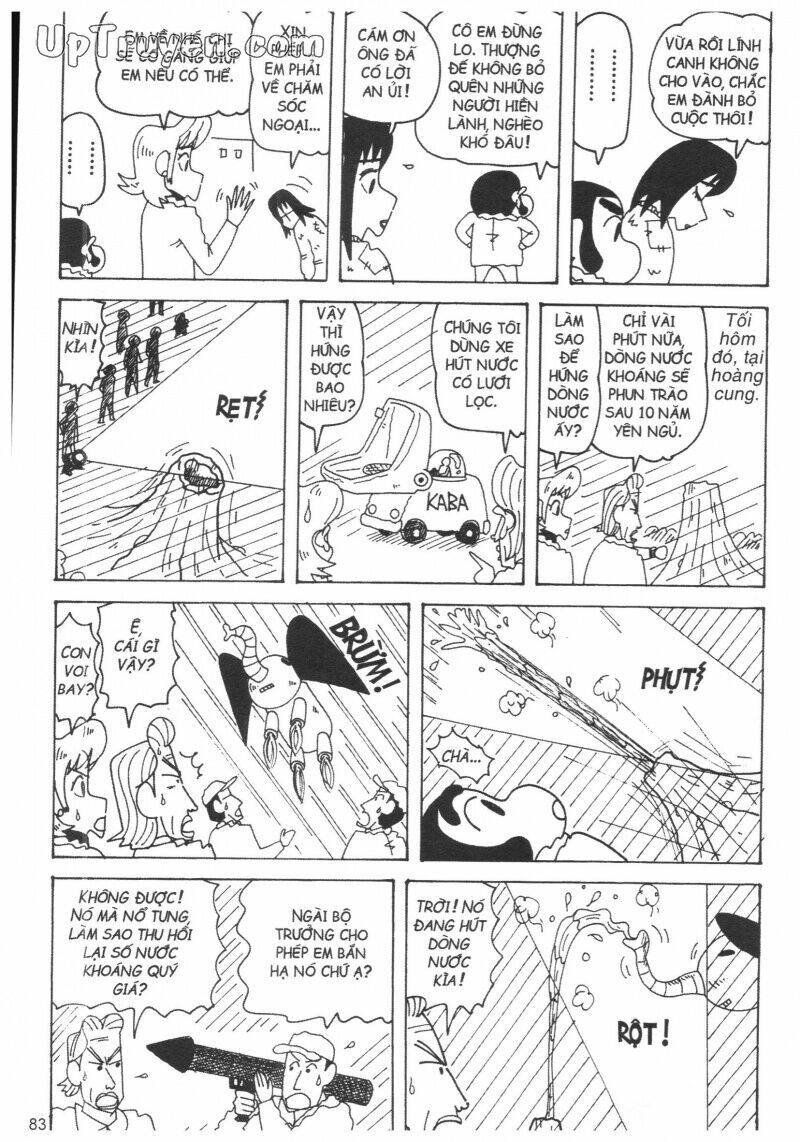 UpTruyen.com
VỪA RỒI LÍNH
CANH KHÔNG
CHO VÀO, CHẮC
EM ĐÀNH BỎ
CUỘC THÔI!
........
CÔ EM ĐỪNG
LO. THƯỢNG
ĐẾ KHÔNG BỎ
QUÊN NHỮNG
NGƯỜI HIỀN
LÀNH, NGHÈO
KHÓ ĐÂU!
CÁM ƠN
ÔNG ĐÃ
CÓ LỜI
AN ỦI!
XIN
PHÉP,
EM PHẢI
VỀ CHĂM
SÓC
NGOẠI...
EM VỀ NHÉ CHỊ
SẼ CỐ GẮNG GIÚP
EM NẾU CÓ THỂ.
........
Tối
hôm
đó, tại
hoàng
cung.
CHỈ VÀI
PHÚT NỮA,
DÒNG NƯỚC
KHOÁNG SẼ
PHUN TRÀO
SAU 10 NĂM
YÊN NGỦ.
LÀM
SAO
ĐỂ
HỨNG
DÒNG
NƯỚC
ẤY?
CHÚNG TÔI
DÙNG XE
HÚT NƯỚC
CÓ LƯỚI
LỌC.
VẬY
THÌ
HỨNG
ĐƯỢC
BAO
NHIÊU?
KABA
NHÌN
KÌA!
RẸT!
PHỤT!
CHÀ...
BRÙM!
Ê,
CÁI GÌ
VẬY?
CON
VOI
BAY?
TRỜI! NÓ
ĐANG HÚT
DÒNG
NƯỚC
KÌA!
RỘT!
NGÀI BỘ
TRƯỞNG CHO
PHÉP EM BẮN
HẠ NÓ CHỨ Ạ?
KHÔNG ĐƯỢC!
NÓ MÀ NỔ TUNG,
LÀM SAO THU HỒI
LẠI SỐ NƯỚC
KHOÁNG QUÝ
GIÁ?
83